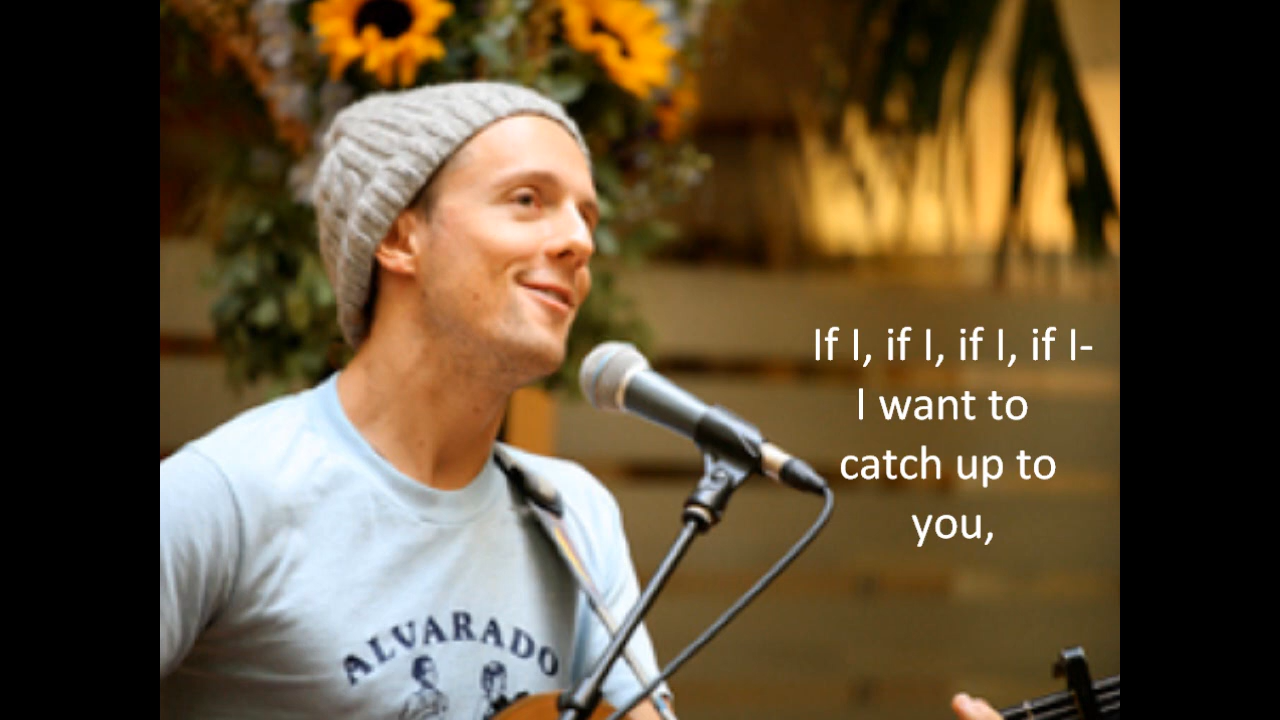 If I, if I, if I, if I-
I want to
catch up to
you,
ALVARADO